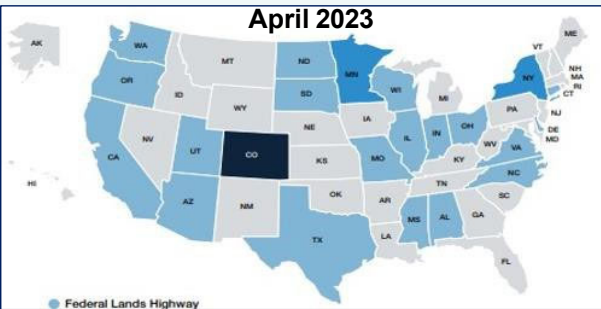 April 2023
AK
WA
MT
ND
MN
VT
ME
OR
ID
SD
WI
NY
NH
MA
WY
MI
RI
CT
IA
PA
NE
NJ
NV
IL
IN
OH
DE
UT
CO
MD
CA
WV
VA
KS
MO
KY
HI
NC
TN
AZ
OK
NM
AR
SC
MS
AL
GA
TX
LA
FL
Federal Lands Highway